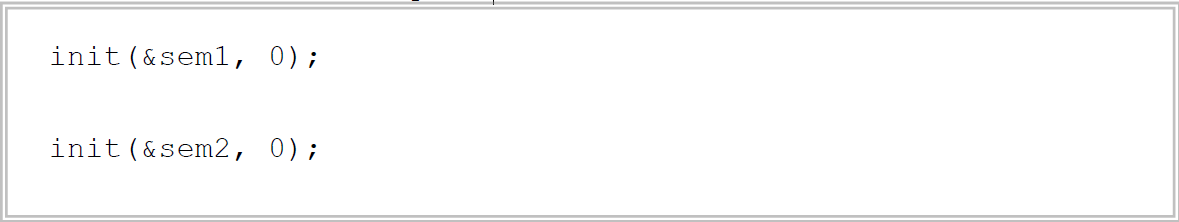 init(&sem1, 0);
init(&sem2, 0);